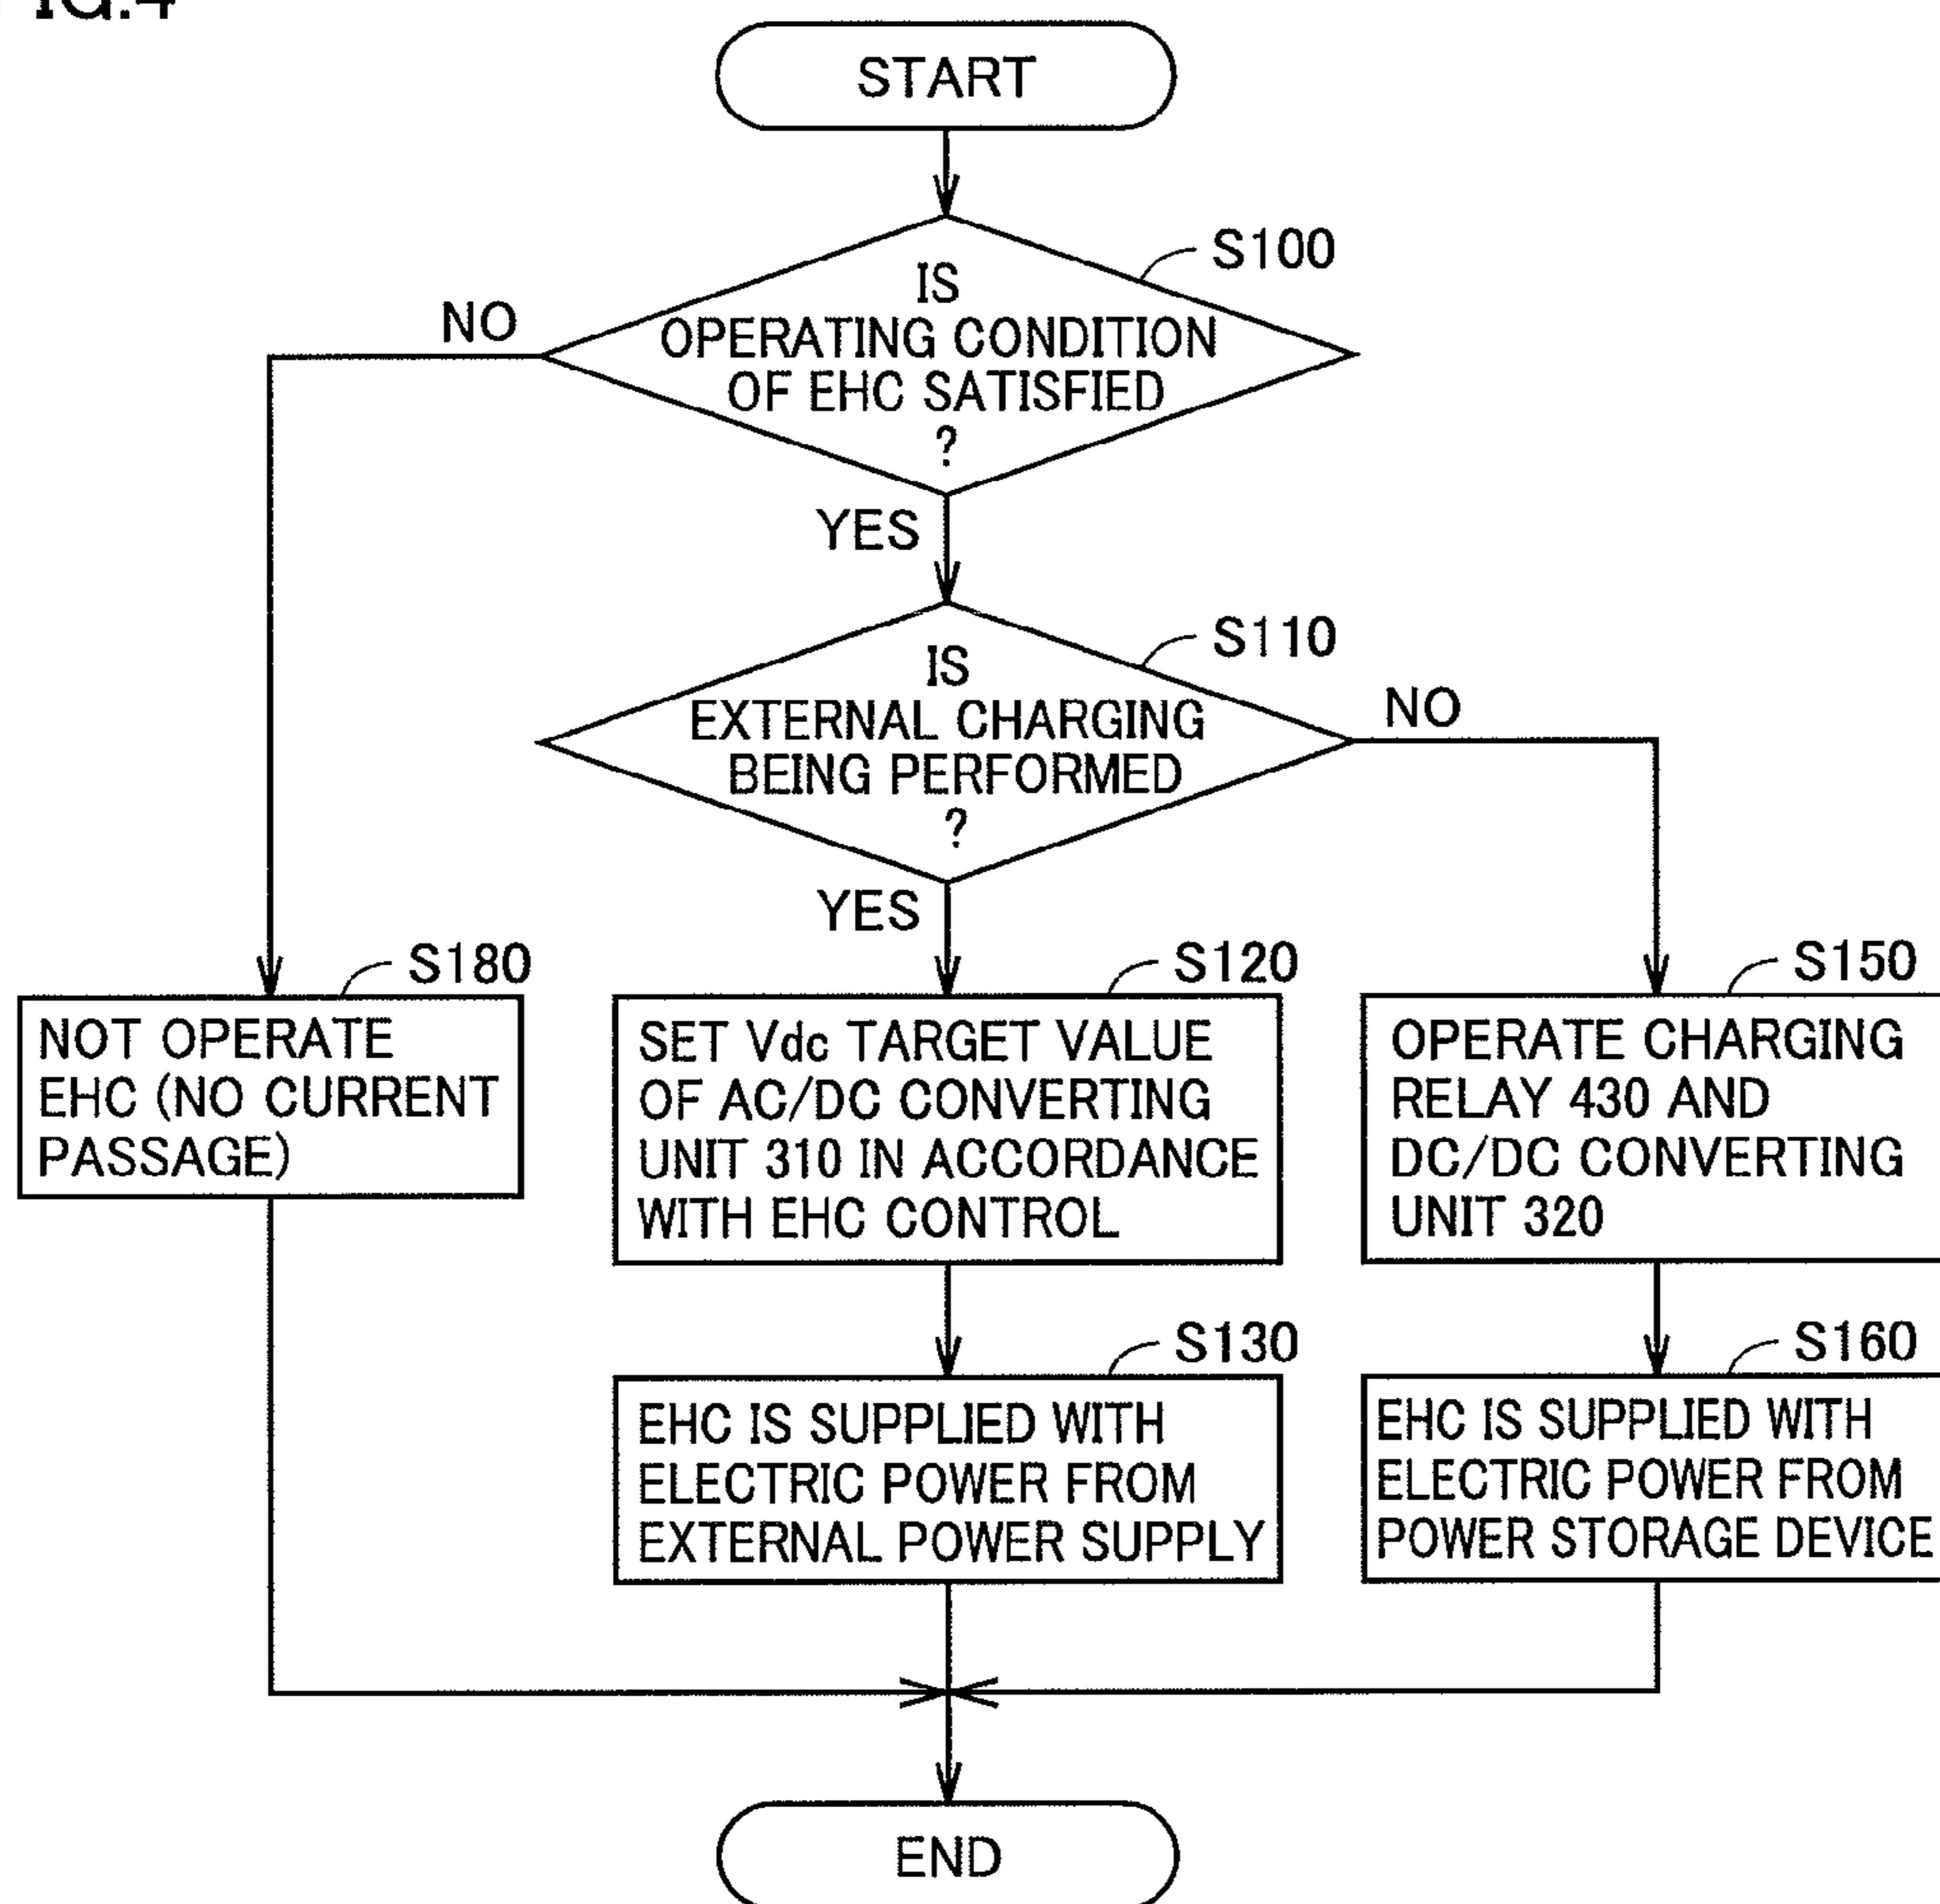 FIG.4
START
S100
IS
OPERATING CONDITION
OF EHC SATISFIED
?
NO
YES
S110
IS
EXTERNAL CHARGING
BEING PERFORMED
?
NO
YES
S180
NOT OPERATE
EHC (NO CURRENT
PASSAGE)
S120
SET Vdc TARGET VALUE
OF AC/DC CONVERTING
UNIT 310 IN ACCORDANCE
WITH EHC CONTROL
S150
OPERATE CHARGING
RELAY 430 AND
DC/DC CONVERTING
UNIT 320
S130
EHC IS SUPPLIED WITH
ELECTRIC POWER FROM
EXTERNAL POWER SUPPLY
S160
EHC IS SUPPLIED WITH
ELECTRIC POWER FROM
POWER STORAGE DEVICE
END